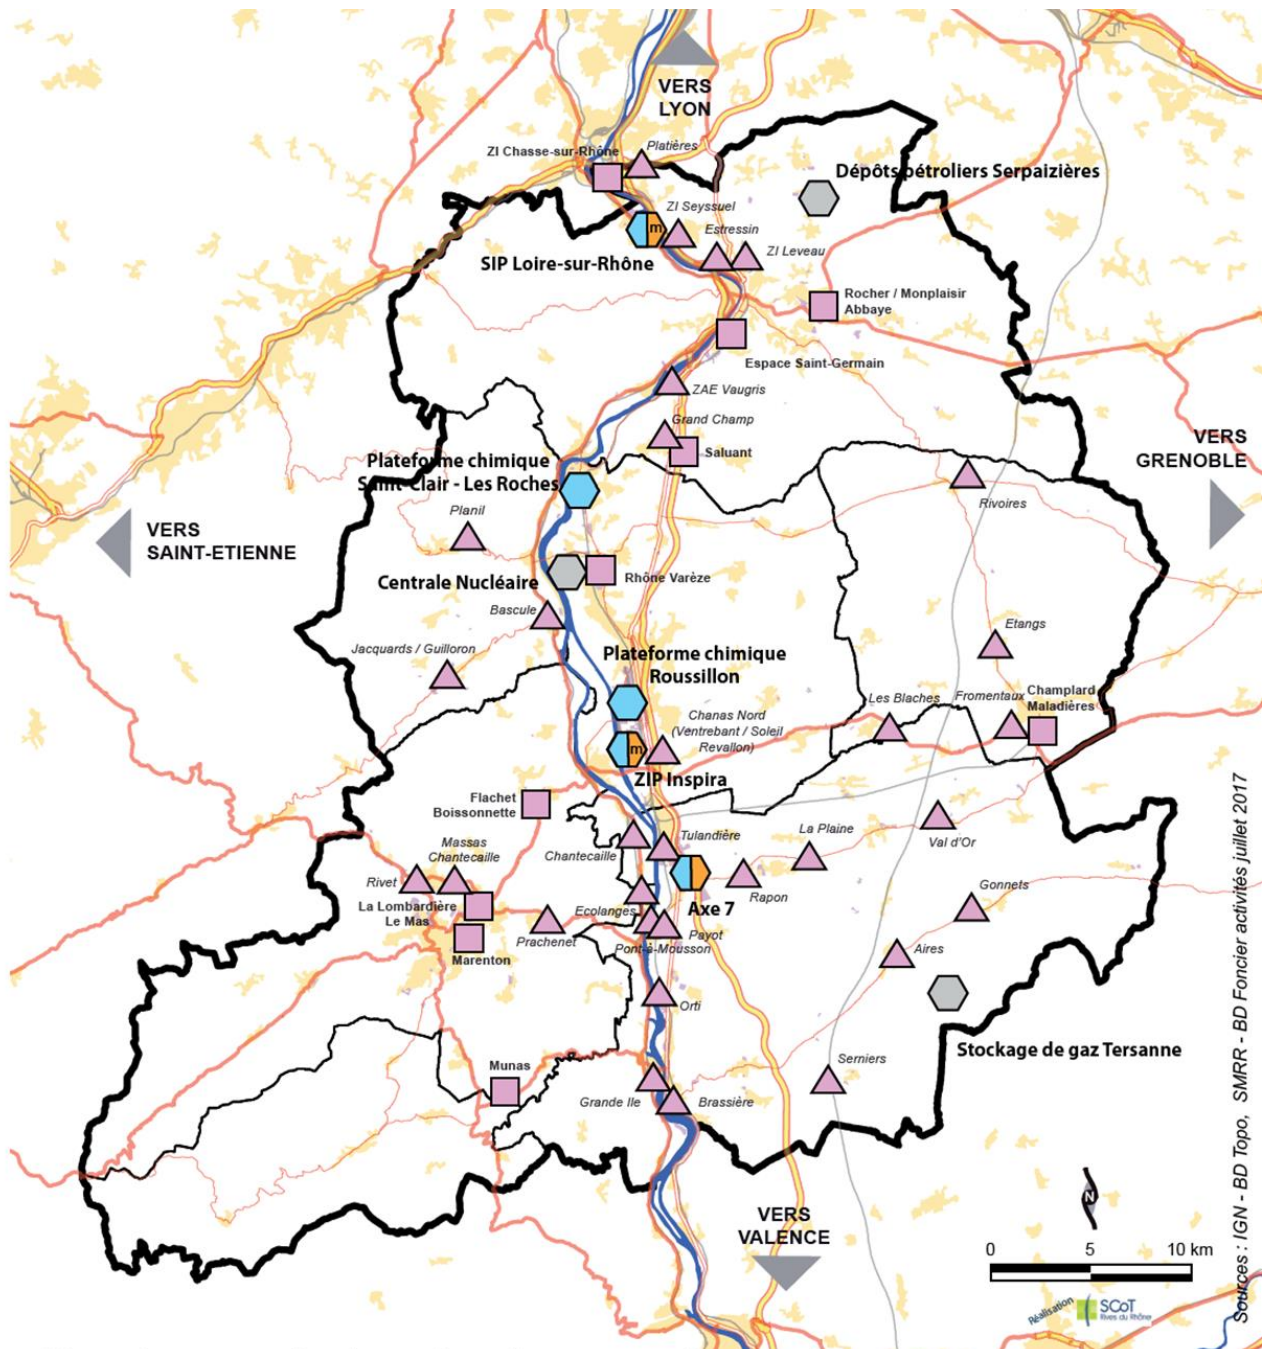 VERS
LYON
ZI Chasse-sur-Rhône
Platières
Dépôts pétroliers Serpaizières
ZI Seyssuel
m
Estressin
ZI Leveau
SIP Loire-sur-Rhône
Rocher / Monplaisir
Abbaye
Espace Saint-Germain
ZAE Vaugris
Grand Champ
Saluant
VERS
GRENOBLE
Plateforme chimique
Saint-Clair - Les Roches
Rivoires
Planil
VERS
SAINT-ETIENNE
Centrale Nucléaire
Rhône Varèze
Bascule
Etangs
Jacquards / Guilloron
Plateforme chimique
Roussillon
Les Blaches
Fromentaux
Champlard
Maladières
Chanas Nord
(Ventrebant / Soleil
Revallon)
m
ZIP Inspira
Flachet
Boissonnette
Massas
Chantecaille
Chantecaille
Tulandière
La Plaine
Val d'Or
Rivet
La Lombardière
Le Mas
Rapon
Gonnets
Axe 7
Ecolanges
Prachenet
Payot
Pont-à-Mousson
Marenton
Aires
Orti
Stockage de gaz Tersanne
Munas
Serniers
Grande Ile
Brassière
VERS
VALENCE
N
0 5 10 km
Réalisation
SCoT
Rives du Rhône
Sources : IGN - BD Topo, SMRR - BD Foncier activités juillet 2017